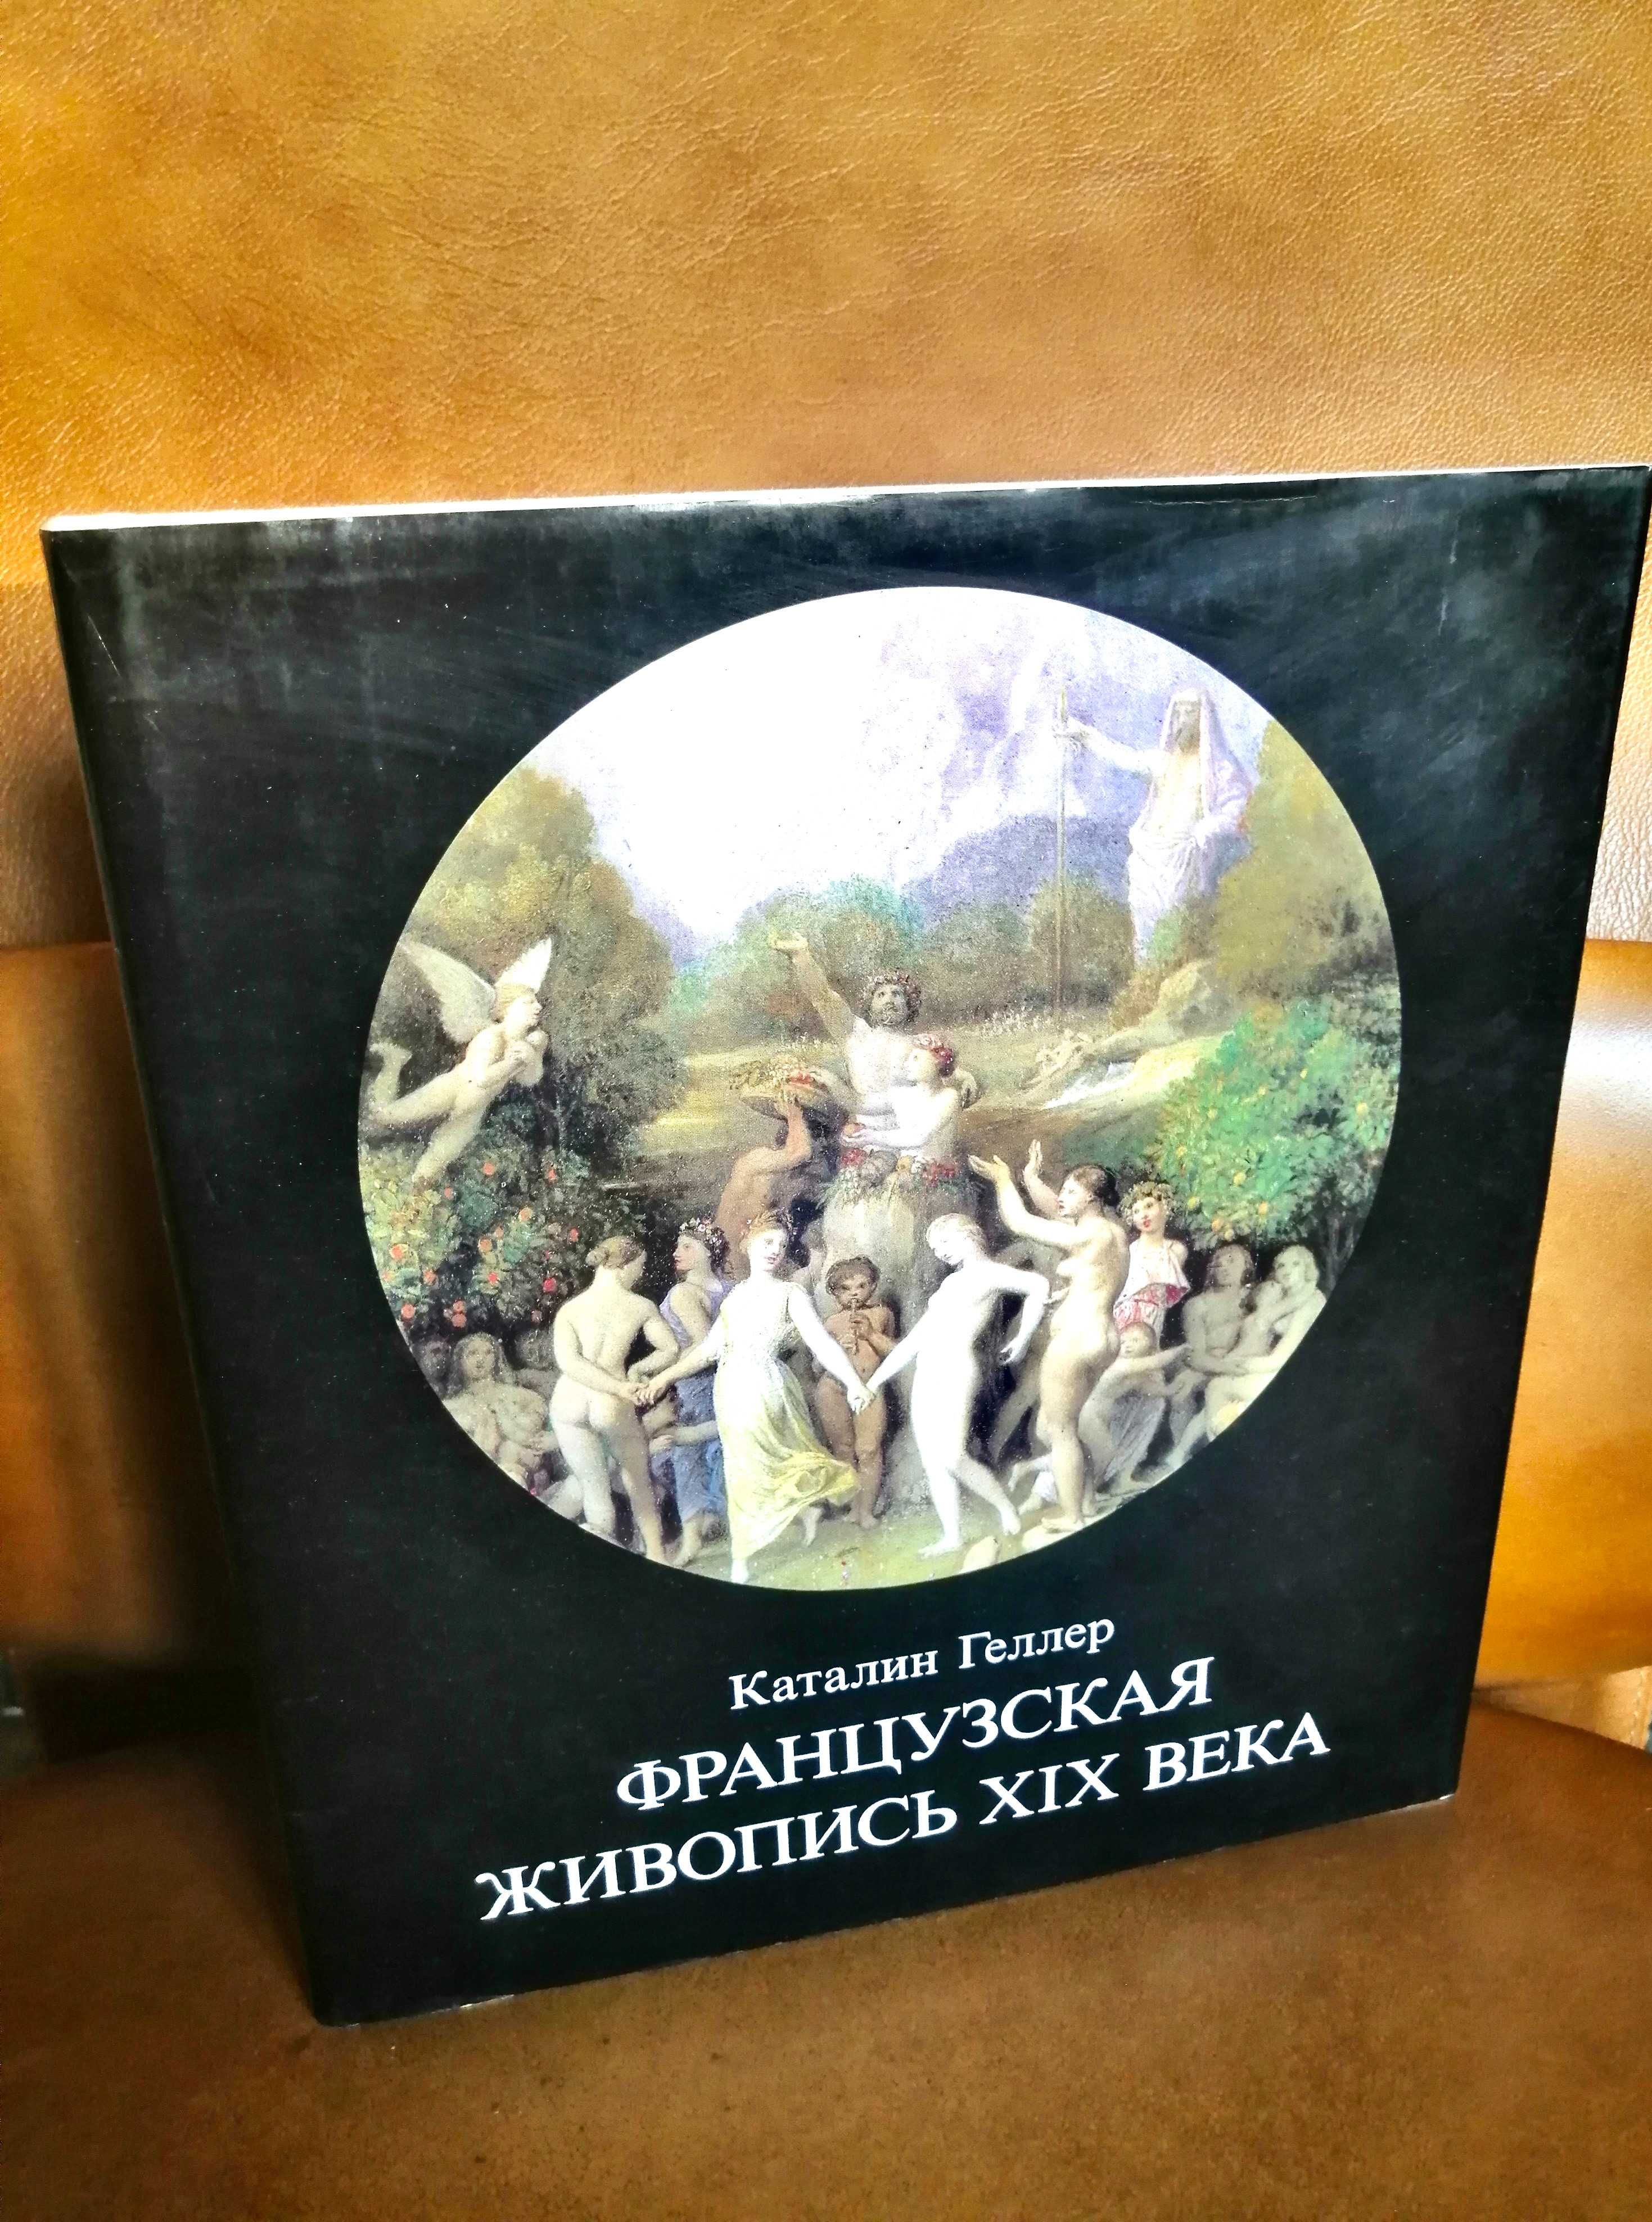 Каталин Геллер
ФРАНЦУЗСКАЯ
ЖИВОПИСЬ XIX ВЕКА